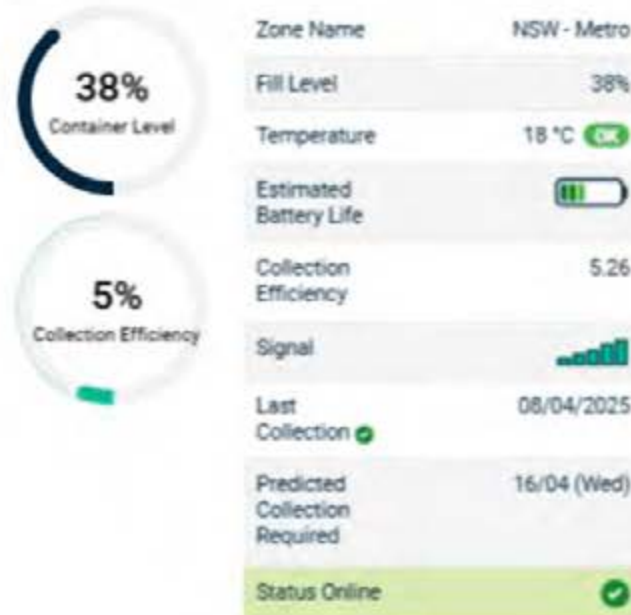 38%
Container Level
5%
Collection Efficiency
Zone Name NSW - Metro
Fill Level 38%
Temperature 18 °C OK
Estimated
Battery Life
Collection 5.26
Efficiency
Signal
Last 08/04/2025
Collection
Predicted 16/04 (Wed)
Collection
Required
Status Online